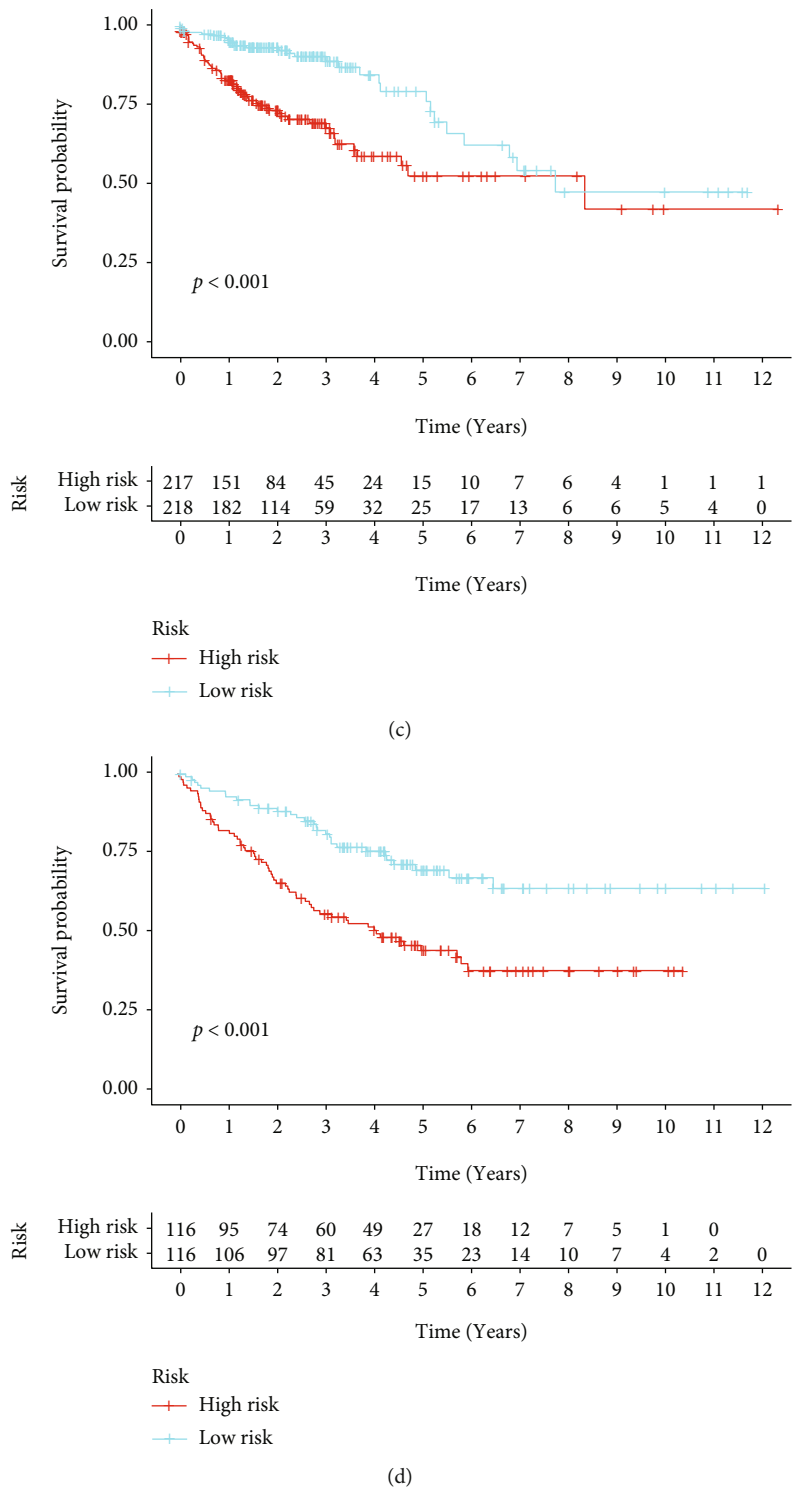 1.00
0.75
0.50
0.25
0.00
Survival probability
p < 0.001
0 1 2 3 4 5 6 7 8 9 10 11 12
Time (Years)
Risk
High risk 217 151 84 45 24 15 10 7 6 4 1 1 1
Low risk 218 182 114 59 32 25 17 13 6 6 5 4 0
0 1 2 3 4 5 6 7 8 9 10 11 12
Time (Years)
Risk
High risk
Low risk
(c)
1.00
0.75
0.50
0.25
0.00
Survival probability
p < 0.001
0 1 2 3 4 5 6 7 8 9 10 11 12
Time (Years)
Risk
High risk 116 95 74 60 49 27 18 12 7 5 1 0
Low risk 116 106 97 81 63 35 23 14 10 7 4 2 0
0 1 2 3 4 5 6 7 8 9 10 11 12
Time (Years)
Risk
High risk
Low risk
(d)